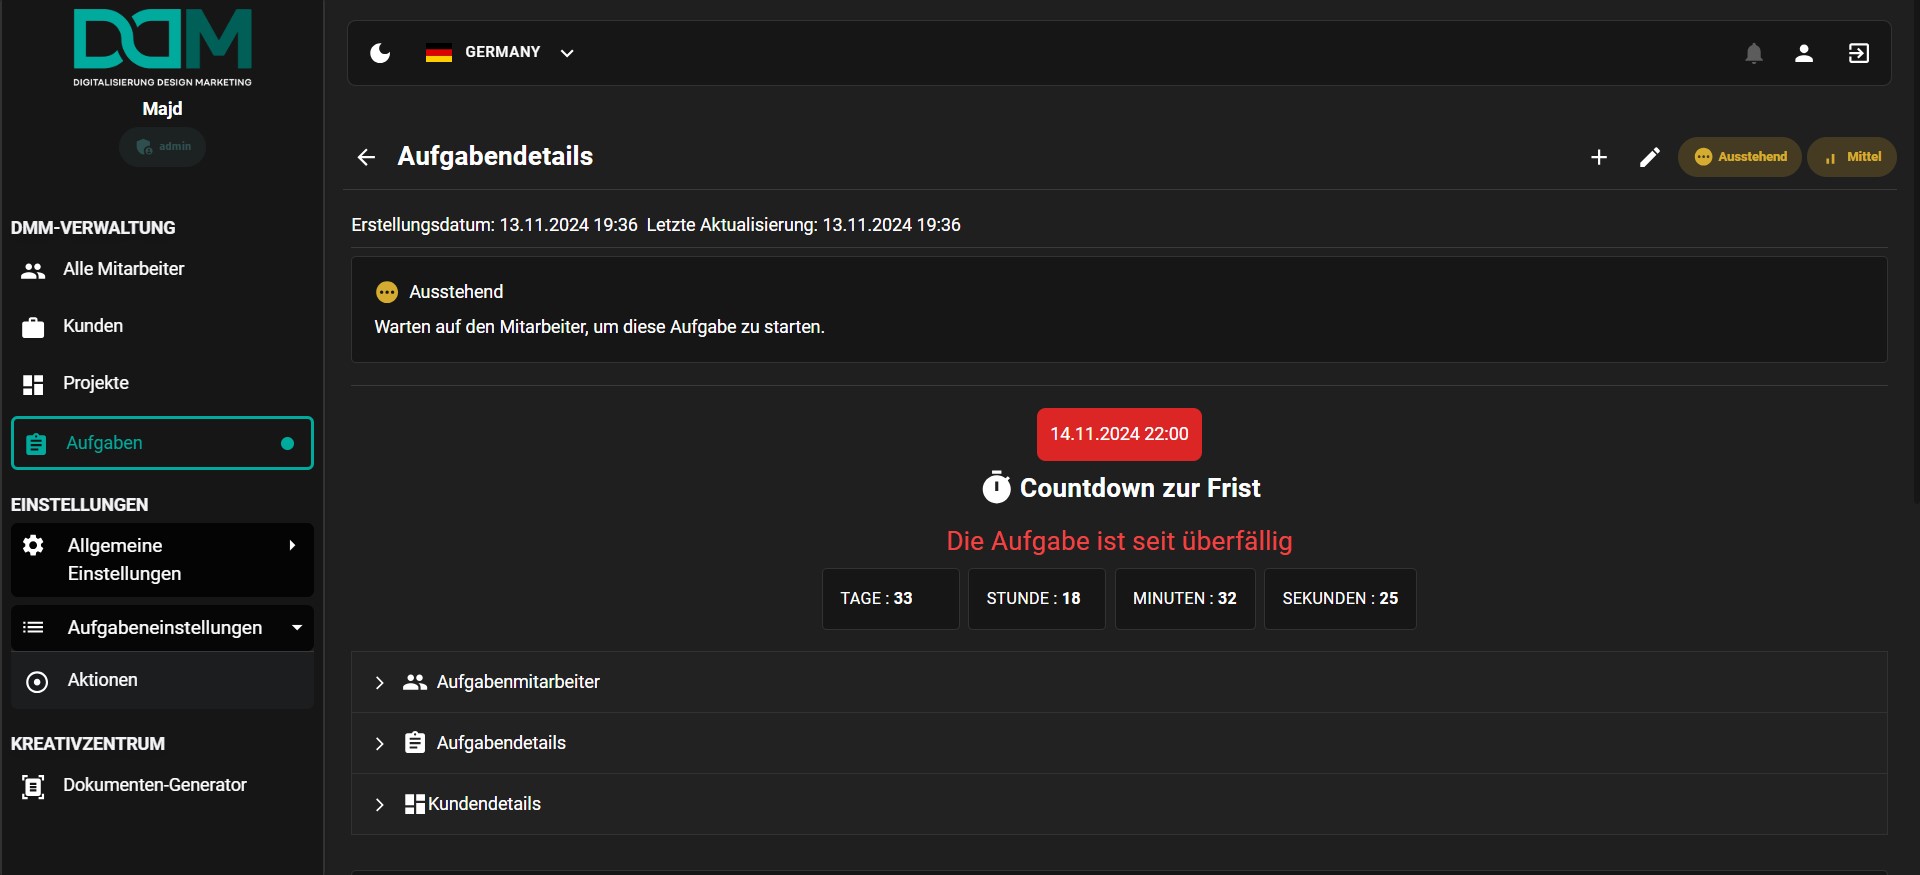 DDM
DIGITALISIERUNG DESIGN MARKETING
Majd
admin
DMM-VERWALTUNG
Alle Mitarbeiter
Kunden
Projekte
Aufgaben
EINSTELLUNGEN
Allgemeine
Einstellungen
Aufgabeneinstellungen
Aktionen
KREATIVZENTRUM
Dokumenten-Generator
GERMANY
Aufgabendetails
Ausstehend
Mittel
Erstellungsdatum: 13.11.2024 19:36 Letzte Aktualisierung: 13.11.2024 19:36
Ausstehend
Warten auf den Mitarbeiter, um diese Aufgabe zu starten.
14.11.2024 22:00
Countdown zur Frist
Die Aufgabe ist seit überfällig
TAGE : 33
STUNDE : 18
MINUTEN : 32
SEKUNDEN : 25
Aufgabenmitarbeiter
Aufgabendetails
Kundendetails